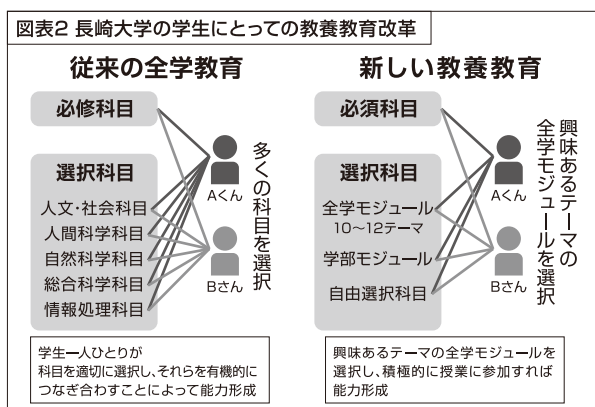 図表2 長崎大学の学生にとっての教養教育改革
従来の全学教育
必修科目
選択科目
人文・社会科目
人間科学科目
自然科学科目
総合科学科目
情報処理科目
Aくん
Bさん
多くの科目を選択
学生一人ひとりが
科目を適切に選択し、それらを有機的に
つなぎ合わすことによって能力形成
新しい教養教育
必須科目
選択科目
全学モジュール
10〜12テーマ
学部モジュール
自由選択科目
Aくん
Bさん
興味あるテーマの
全学モジュールを選択
興味あるテーマの全学モジュールを
選択し、積極的に授業に参加すれば
能力形成